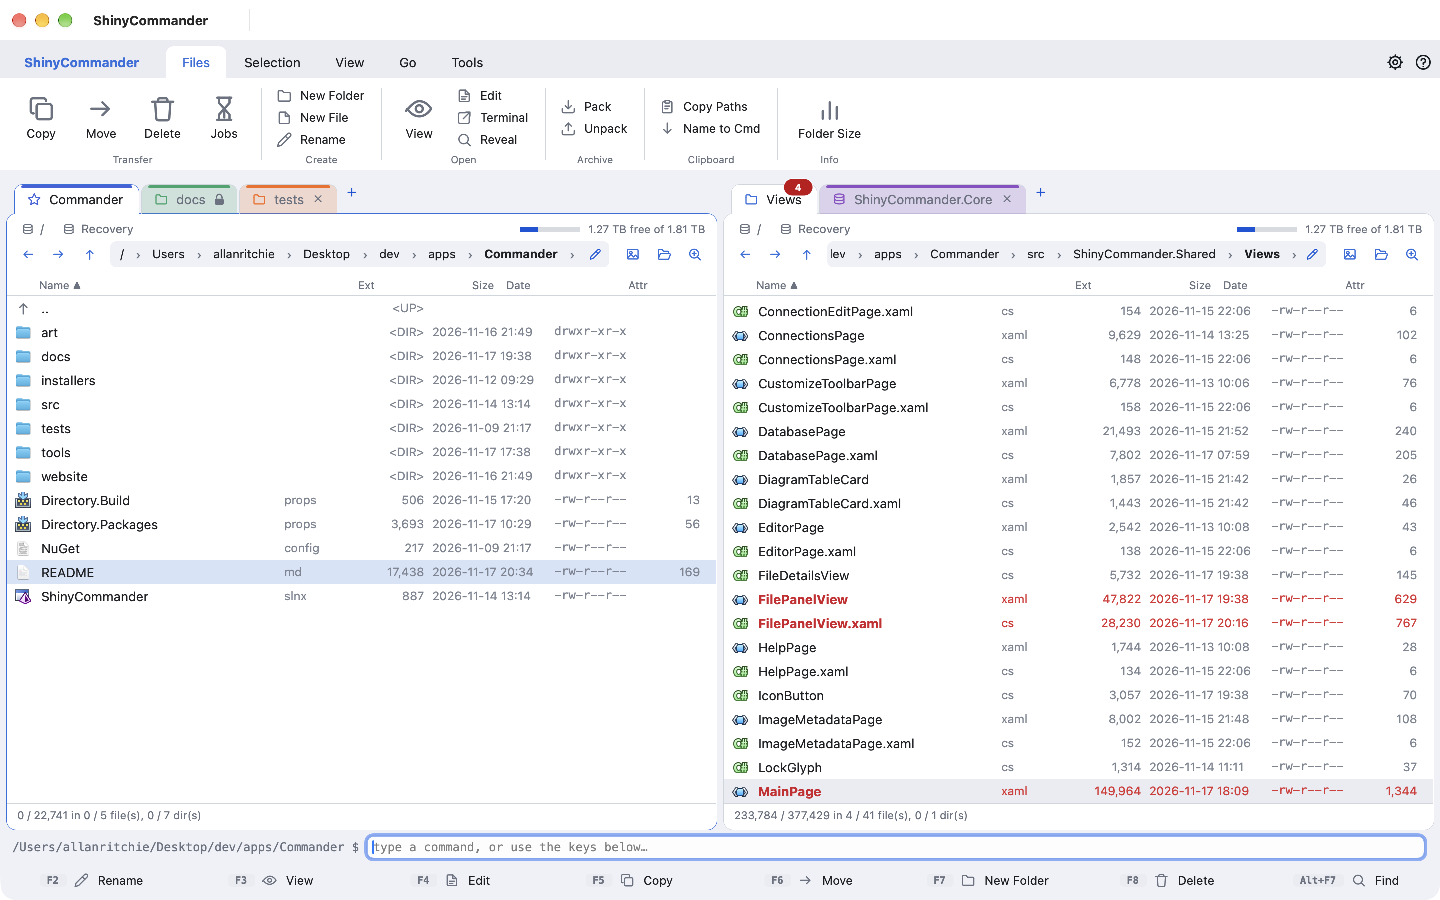 ShinyCommander
ShinyCommander Files Selection View Go Tools
Copy Move Delete Jobs
Transfer
New Folder
New File
Rename
Create
View
Edit
Terminal
Reveal
Open
Pack
Unpack
Archive
Copy Paths
Name to Cmd
Clipboard
Folder Size
Info
Commander docs tests × +
/ Recovery 1.27 TB free of 1.81 TB
/ › Users › allanritchie › Desktop › dev › apps › Commander ›
Name ▲ Ext Size Date Attr
.. <UP>
art <DIR> 2026-11-16 21:49 drwxr-xr-x
docs <DIR> 2026-11-17 19:38 drwxr-xr-x
installers <DIR> 2026-11-12 09:29 drwxr-xr-x
src <DIR> 2026-11-14 13:14 drwxr-xr-x
tests <DIR> 2026-11-09 21:17 drwxr-xr-x
tools <DIR> 2026-11-17 17:38 drwxr-xr-x
website <DIR> 2026-11-16 21:49 drwxr-xr-x
Directory.Build props 506 2026-11-15 17:20 -rw-r--r-- 13
Directory.Packages props 3,693 2026-11-17 10:29 -rw-r--r-- 56
NuGet config 217 2026-11-09 21:17 -rw-r--r--
README md 17,438 2026-11-17 20:34 -rw-r--r-- 169
ShinyCommander slnx 887 2026-11-14 13:14 -rw-r--r--
0 / 22,741 in 0 / 5 file(s), 0 / 7 dir(s)
Views 4 ShinyCommander.Core × +
/ Recovery 1.27 TB free of 1.81 TB
lev › apps › Commander › src › ShinyCommander.Shared › Views ›
Name ▲ Ext Size Date Attr
ConnectionEditPage.xaml cs 154 2026-11-15 22:06 -rw-r--r-- 6
ConnectionsPage xaml 9,629 2026-11-14 13:25 -rw-r--r-- 102
ConnectionsPage.xaml cs 148 2026-11-15 22:06 -rw-r--r-- 6
CustomizeToolbarPage xaml 6,778 2026-11-13 10:06 -rw-r--r-- 76
CustomizeToolbarPage.xaml cs 158 2026-11-15 22:06 -rw-r--r-- 6
DatabasePage xaml 21,493 2026-11-15 21:52 -rw-r--r-- 240
DatabasePage.xaml cs 7,802 2026-11-17 07:59 -rw-r--r-- 205
DiagramTableCard xaml 1,857 2026-11-15 21:42 -rw-r--r-- 26
DiagramTableCard.xaml cs 1,443 2026-11-15 21:42 -rw-r--r-- 46
EditorPage xaml 2,542 2026-11-13 10:08 -rw-r--r-- 43
EditorPage.xaml cs 138 2026-11-15 22:06 -rw-r--r-- 6
FileDetailsView cs 5,732 2026-11-17 19:38 -rw-r--r-- 145
FilePanelView xaml 47,822 2026-11-17 19:38 -rw-r--r-- 629
FilePanelView.xaml cs 28,230 2026-11-17 20:16 -rw-r--r-- 767
HelpPage xaml 1,744 2026-11-13 10:08 -rw-r--r-- 28
HelpPage.xaml cs 134 2026-11-15 22:06 -rw-r--r-- 6
IconButton cs 3,057 2026-11-17 19:38 -rw-r--r-- 70
ImageMetadataPage xaml 8,002 2026-11-15 21:48 -rw-r--r-- 108
ImageMetadataPage.xaml cs 152 2026-11-15 22:06 -rw-r--r-- 6
LockGlyph cs 1,314 2026-11-14 11:11 -rw-r--r-- 37
MainPage xaml 149,964 2026-11-17 18:09 -rw-r--r-- 1,344
233,784 / 377,429 in 4 / 41 file(s), 0 / 1 dir(s)
/Users/allanritchie/Desktop/dev/apps/Commander $ type a command, or use the keys below…
F2 Rename F3 View F4 Edit F5 Copy F6 Move F7 New Folder F8 Delete Alt+F7 Find